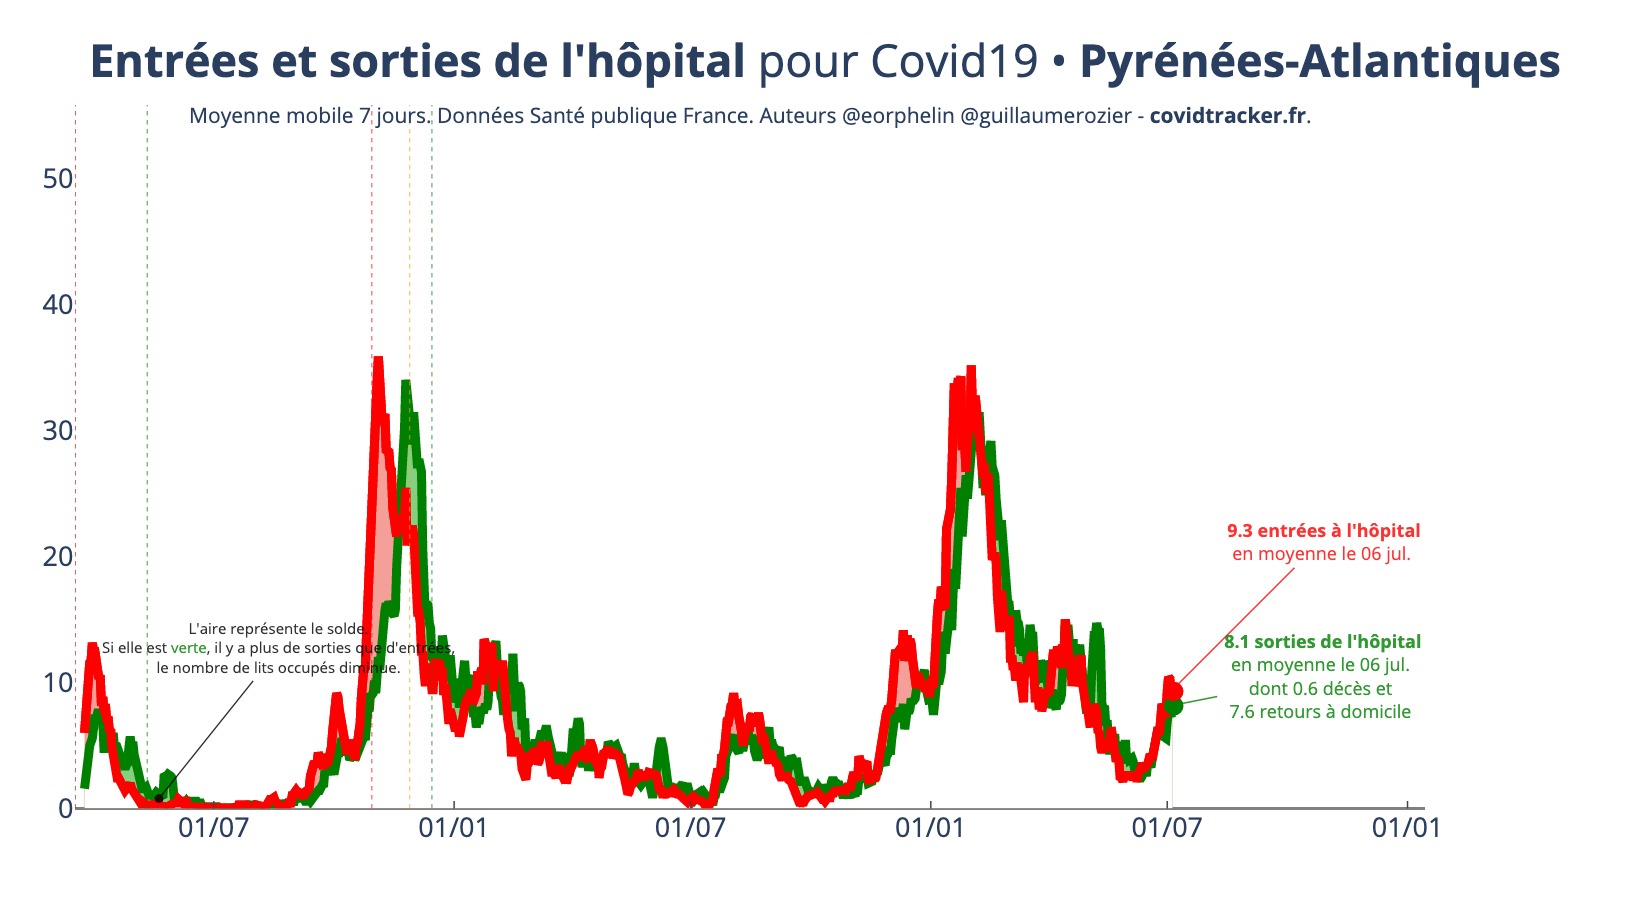 Entrées et sorties de l'hôpital pour Covid19 • Pyrénées-Atlantiques
Moyenne mobile 7 jours. Données Santé publique France. Auteurs @eorphelin @guillaumerozier - covidtracker.fr.
50
40
30
20
10
0
L'aire représente le solde.
Si elle est verte, il y a plus de sorties que d'entrées,
le nombre de lits occupés diminue.
9.3 entrées à l'hôpital
en moyenne le 06 jul.
8.1 sorties de l'hôpital
en moyenne le 06 jul.
dont 0.6 décès et
7.6 retours à domicile
01/07 01/01 01/07 01/01 01/07 01/01